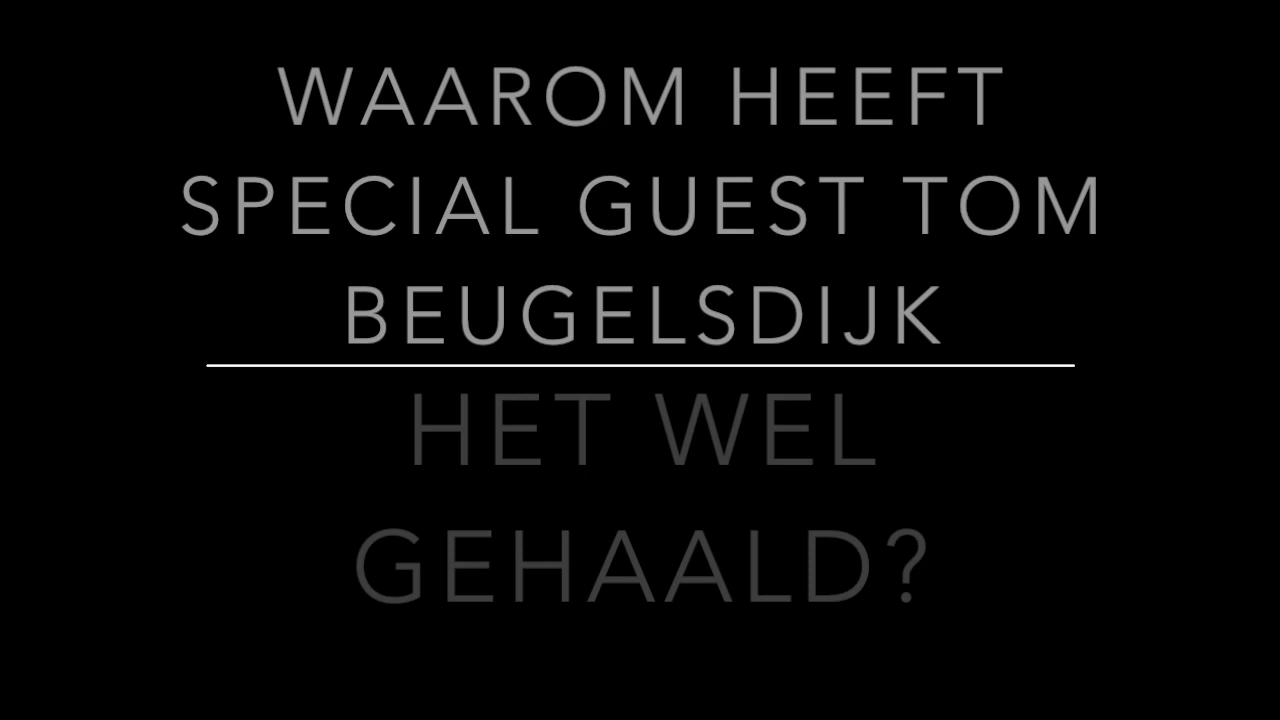 WAAROM HEEFT
SPECIAL GUEST TOM
BEUGELSDIJK
HET WEL
GEHAALD?